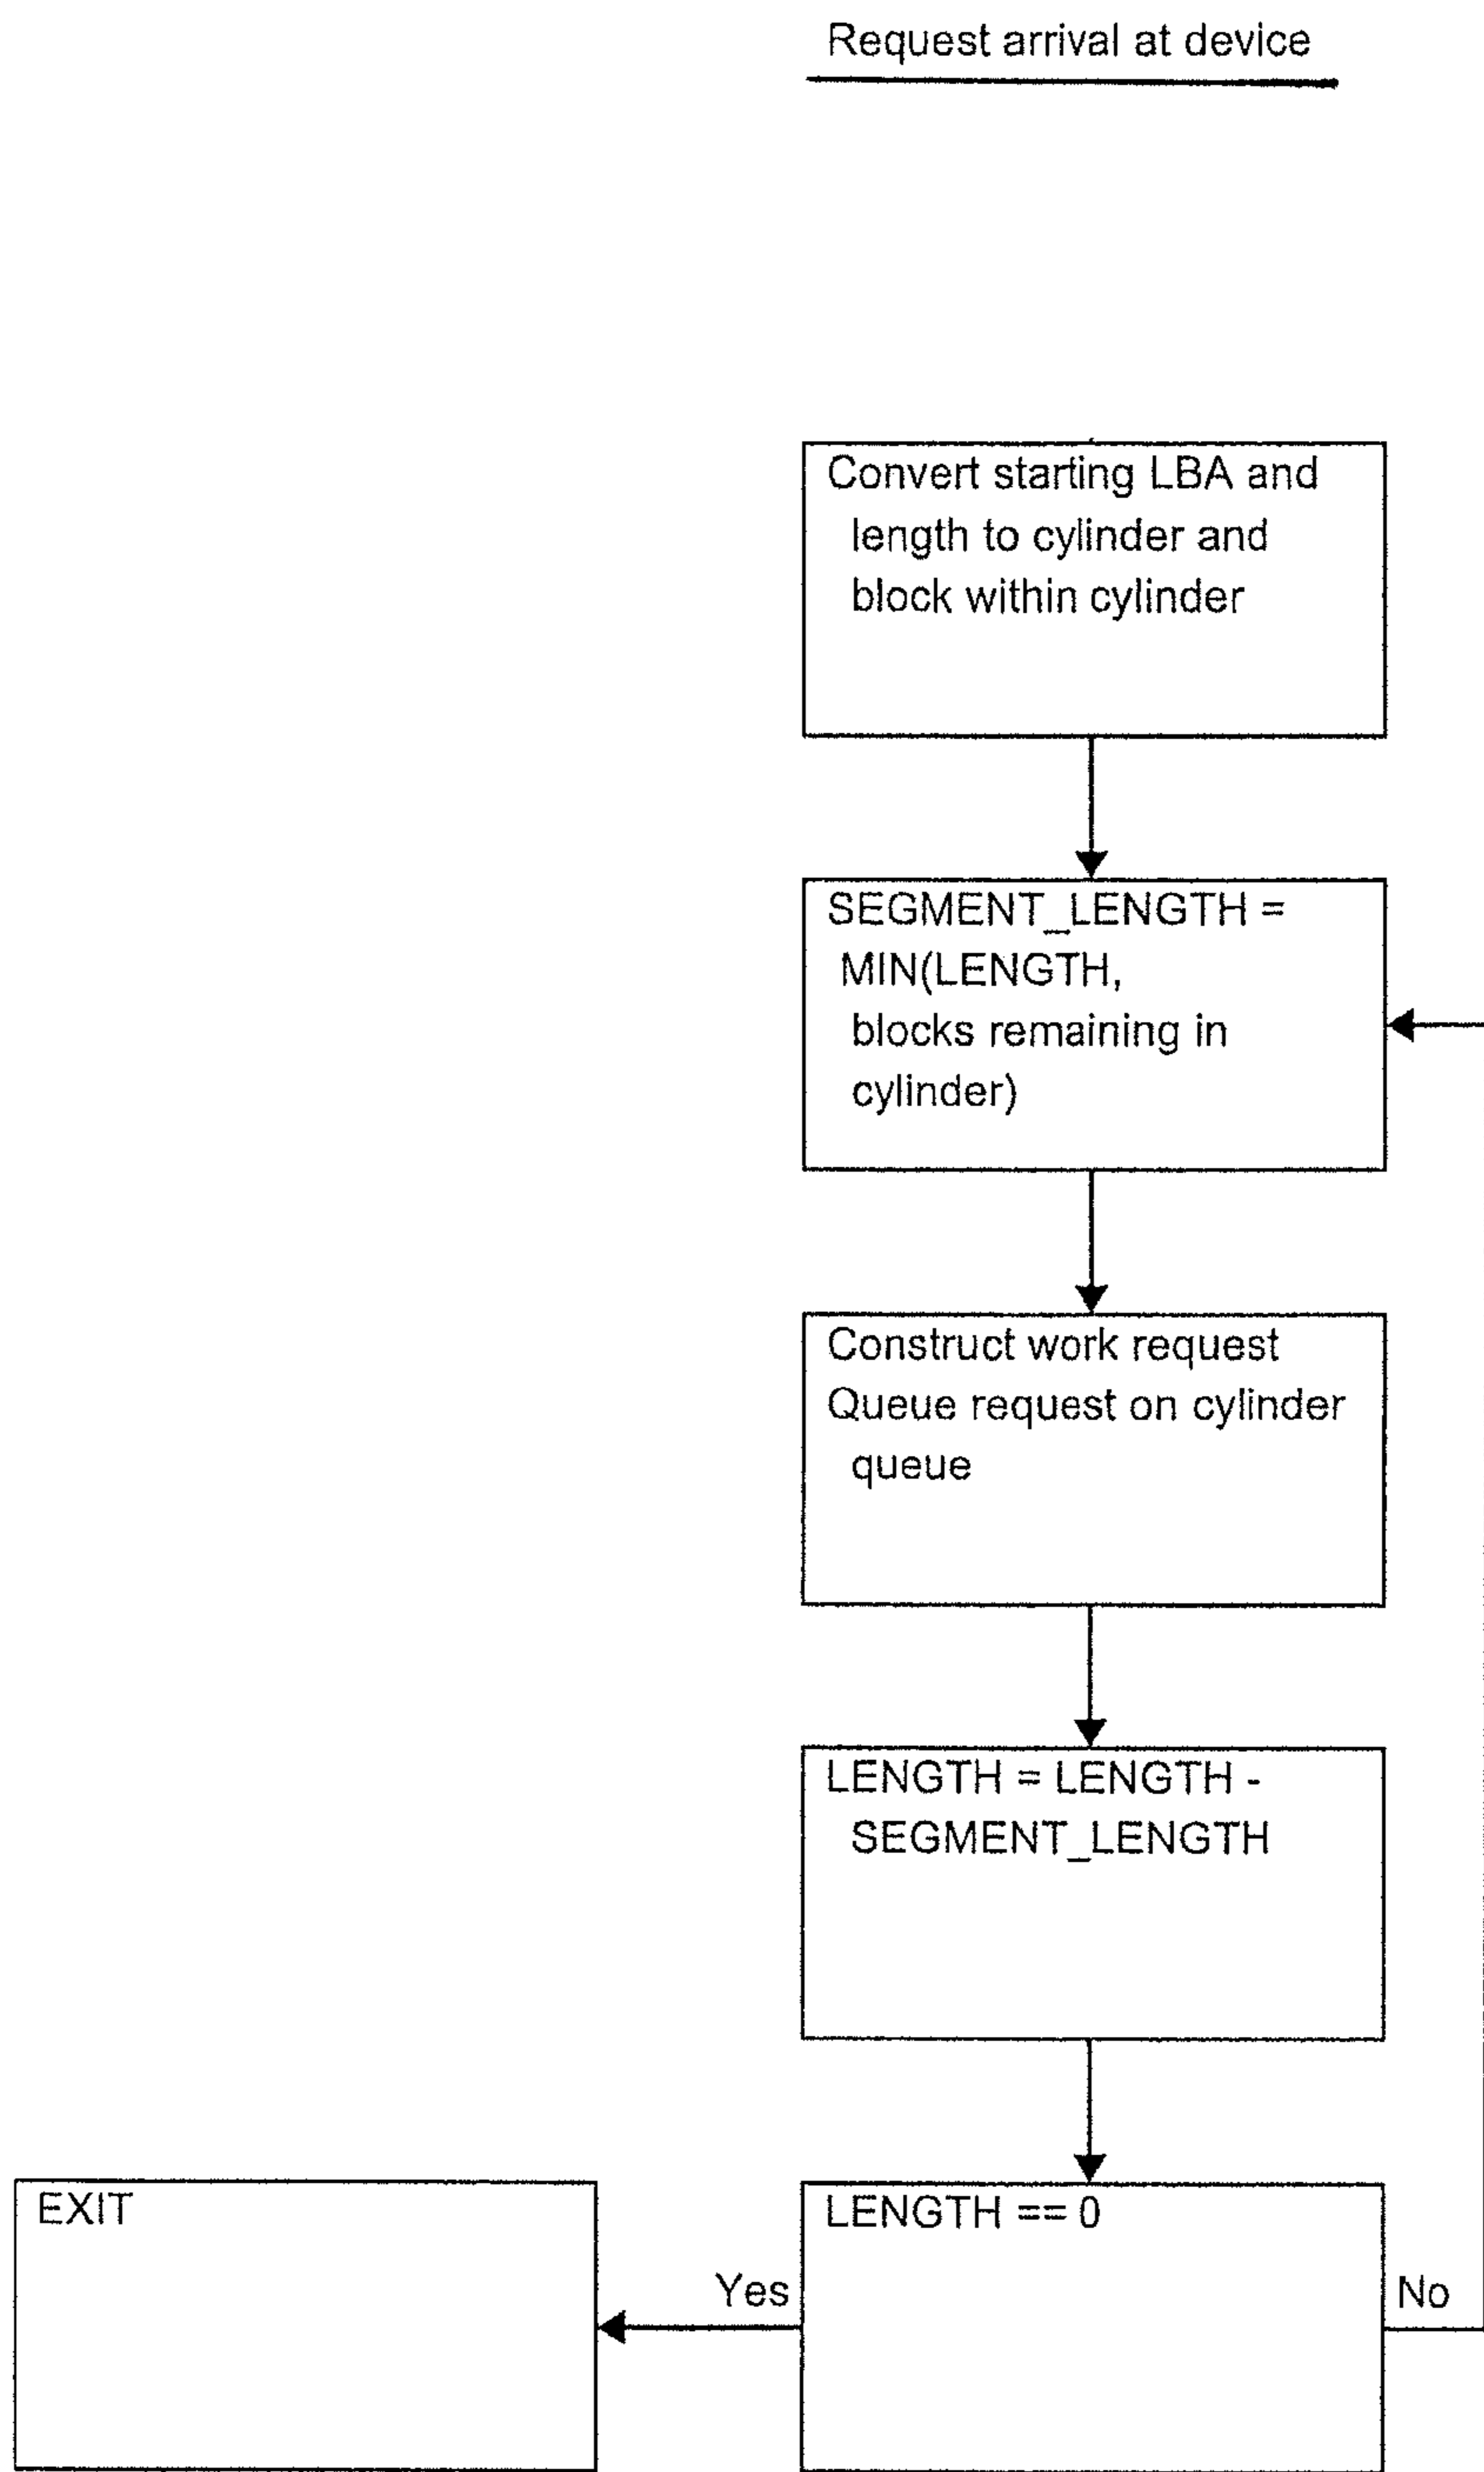 Request arrival at device
Convert starting LBA and
length to cylinder and
block within cylinder
SEGMENT_LENGTH =
MIN(LENGTH,
blocks remaining in
cylinder)
Construct work request
Queue request on cylinder
queue
LENGTH = LENGTH -
SEGMENT_LENGTH
EXIT
Yes
LENGTH == 0
No